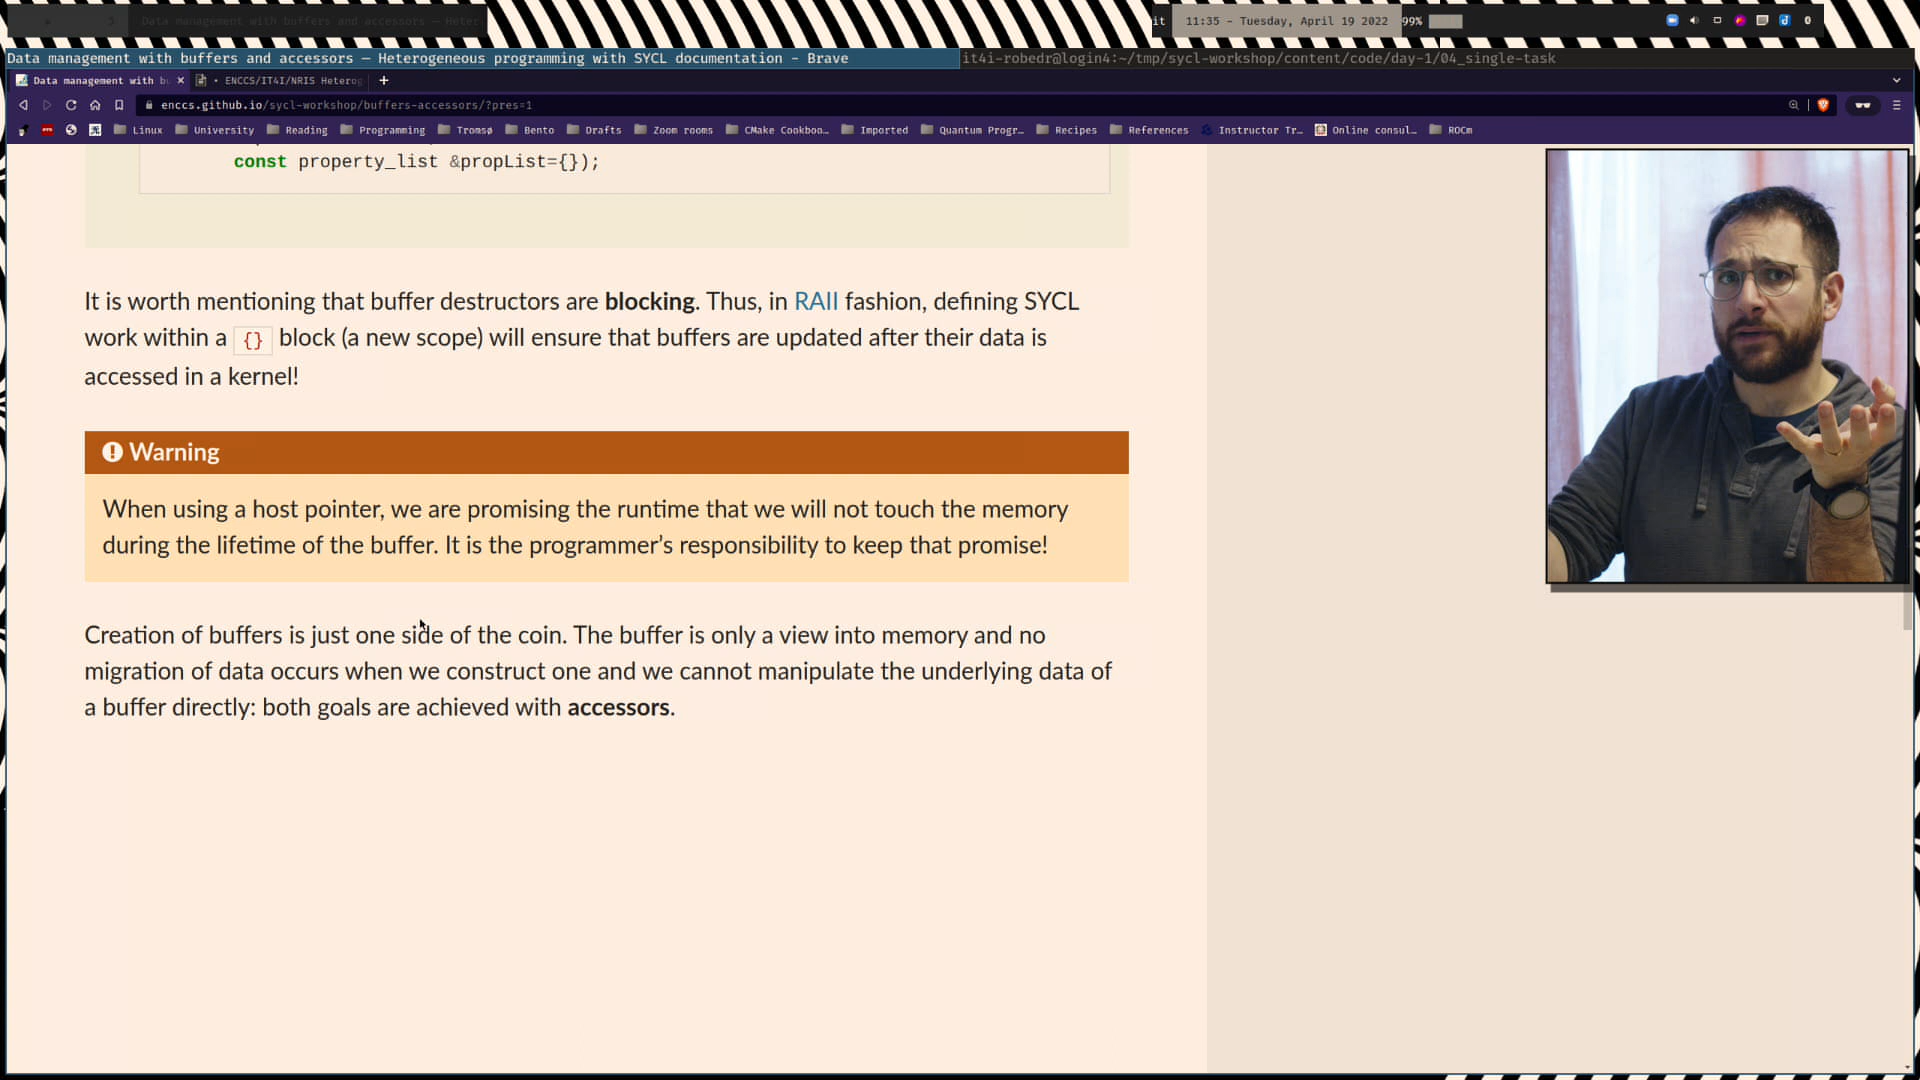 Data management with buffers and accessors — Heter
it 11:35 – Tuesday, April 19 2022 99%
Data management with buffers and accessors — Heterogeneous programming with SYCL documentation - Brave
it4i-robedr@login4:~/tmp/sycl-workshop/content/code/day-1/04_single-task
Data management with bu
• ENCCS/IT4I/NRIS Heterog
enccs.github.io/sycl-workshop/buffers-accessors/?pres=1
Linux University Reading Programming Tromsø Bento Drafts Zoom rooms CMake Cookboo… Imported Quantum Progr… Recipes References Instructor Tr… Online consul… ROCm
const property_list &propList={});
It is worth mentioning that buffer destructors are blocking. Thus, in RAII fashion, defining SYCL
work within a {} block (a new scope) will ensure that buffers are updated after their data is
accessed in a kernel!
Warning
When using a host pointer, we are promising the runtime that we will not touch the memory
during the lifetime of the buffer. It is the programmer’s responsibility to keep that promise!
Creation of buffers is just one side of the coin. The buffer is only a view into memory and no
migration of data occurs when we construct one and we cannot manipulate the underlying data of
a buffer directly: both goals are achieved with accessors.